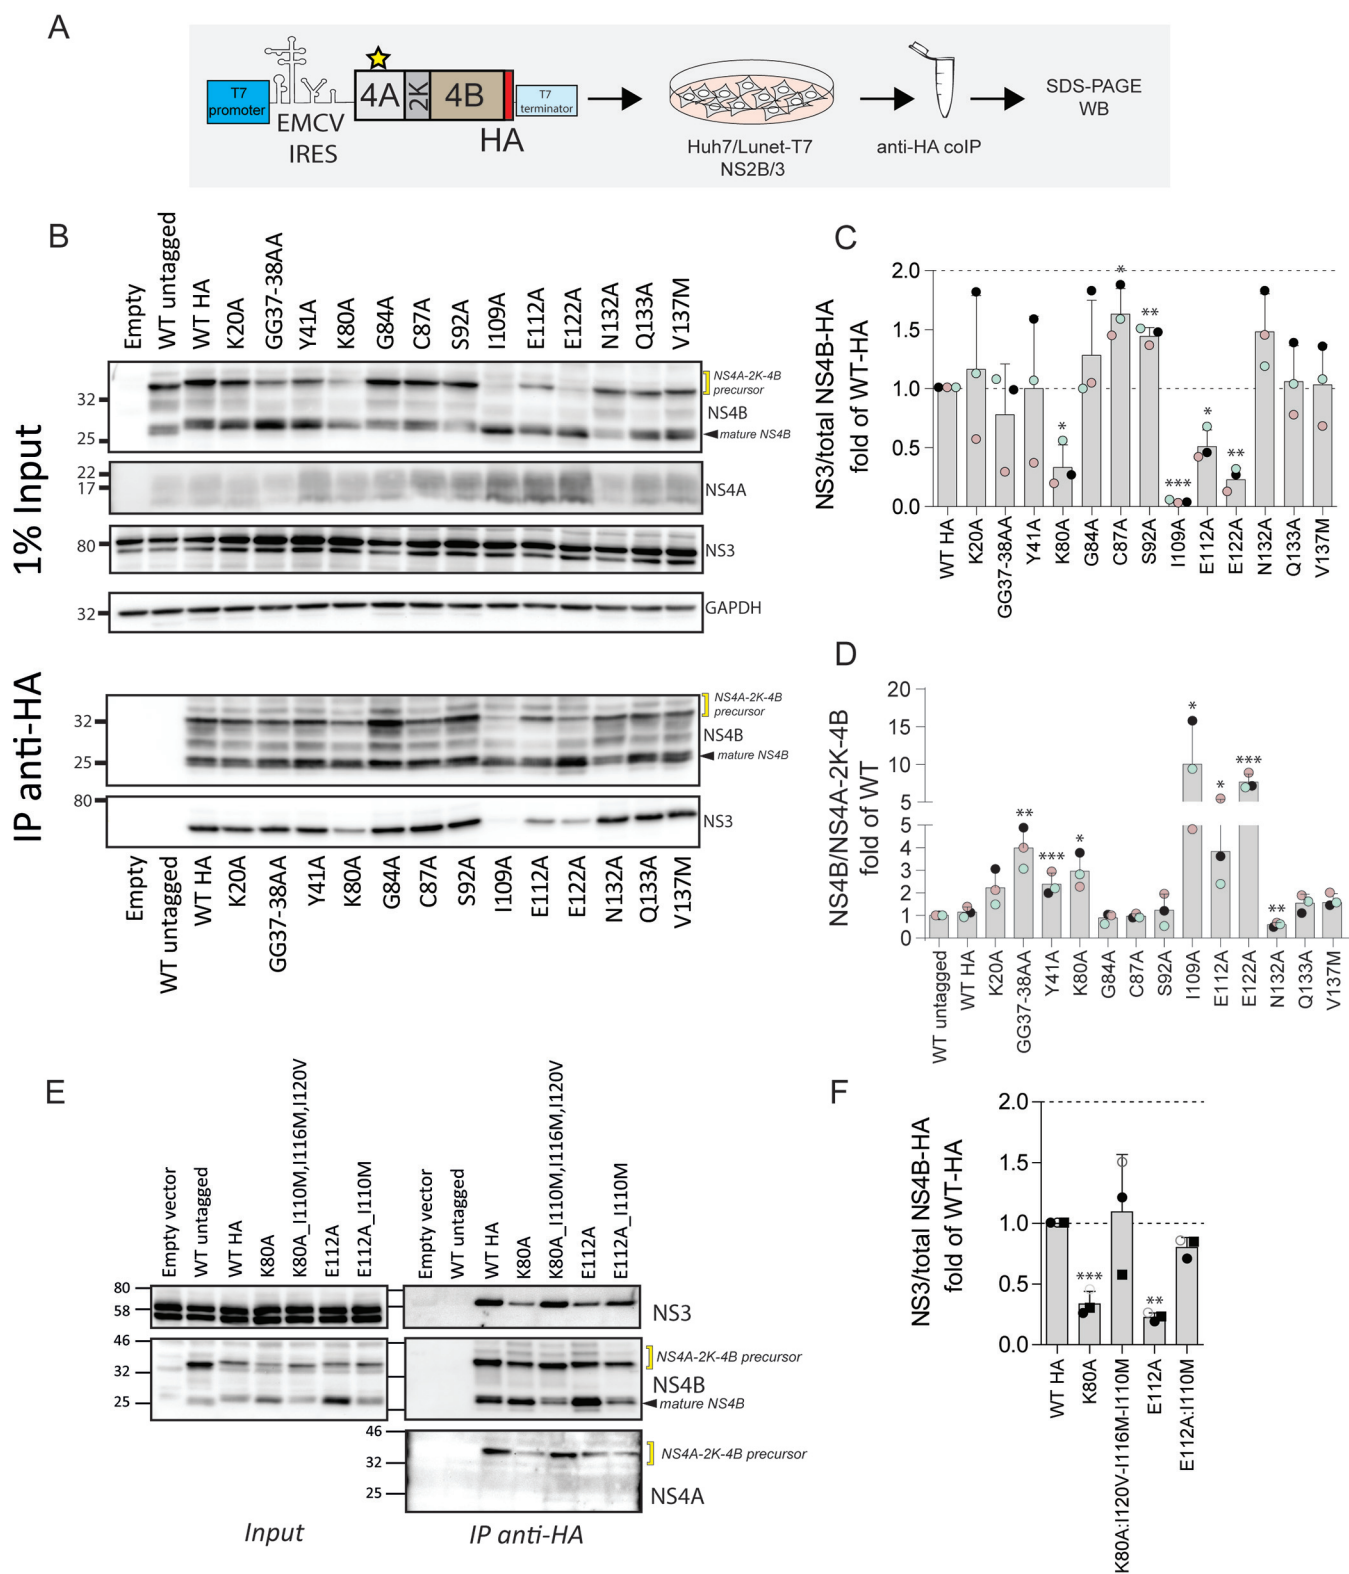 A
T7
promoter
EMCV
IRES
4A
2K
4B
HA
T7
terminator
Huh7/Lunet-T7
NS2B/3
anti-HA coIP
SDS-PAGE
WB
B
Empty
WT untagged
WT HA
K20A
GG37-38AA
Y41A
K80A
G84A
C87A
S92A
I109A
E112A
E122A
N132A
Q133A
V137M
1% Input
32
25
NS4A-2K-4B
precursor
NS4B
mature NS4B
22
17
NS4A
80
NS3
32
GAPDH
IP anti-HA
32
25
NS4A-2K-4B
precursor
NS4B
mature NS4B
80
NS3
Empty
WT untagged
WT HA
K20A
GG37-38AA
Y41A
K80A
G84A
C87A
S92A
I109A
E112A
E122A
N132A
Q133A
V137M
C
NS3/total NS4B-HA
fold of WT-HA
2.0
1.5
1.0
0.5
0.0
*
*
**
***
*
**
WT HA
K20A
GG37-38AA
Y41A
K80A
G84A
C87A
S92A
I109A
E112A
E122A
N132A
Q133A
V137M
D
NS4B/NS4A-2K-4B
fold of WT
20
15
10
5
5
4
3
2
1
0
**
***
*
*
*
***
**
WT untagged
WT HA
K20A
GG37-38AA
Y41A
K80A
G84A
C87A
S92A
I109A
E112A
E122A
N132A
Q133A
V137M
E
Empty vector
WT untagged
WT HA
K80A
K80A_I110M,I116M,I120V
E112A
E112A_I110M
Empty vector
WT untagged
WT HA
K80A
K80A_I110M,I116M,I120V
E112A
E112A_I110M
80
58
NS3
46
32
25
NS4A-2K-4B precursor
NS4B
mature NS4B
46
32
25
NS4A-2K-4B precursor
NS4A
Input
IP anti-HA
F
NS3/total NS4B-HA
fold of WT-HA
2.0
1.5
1.0
0.5
0.0
***
**
WT HA
K80A
K80A:I120V-I116M-I110M
E112A
E112A:I110M